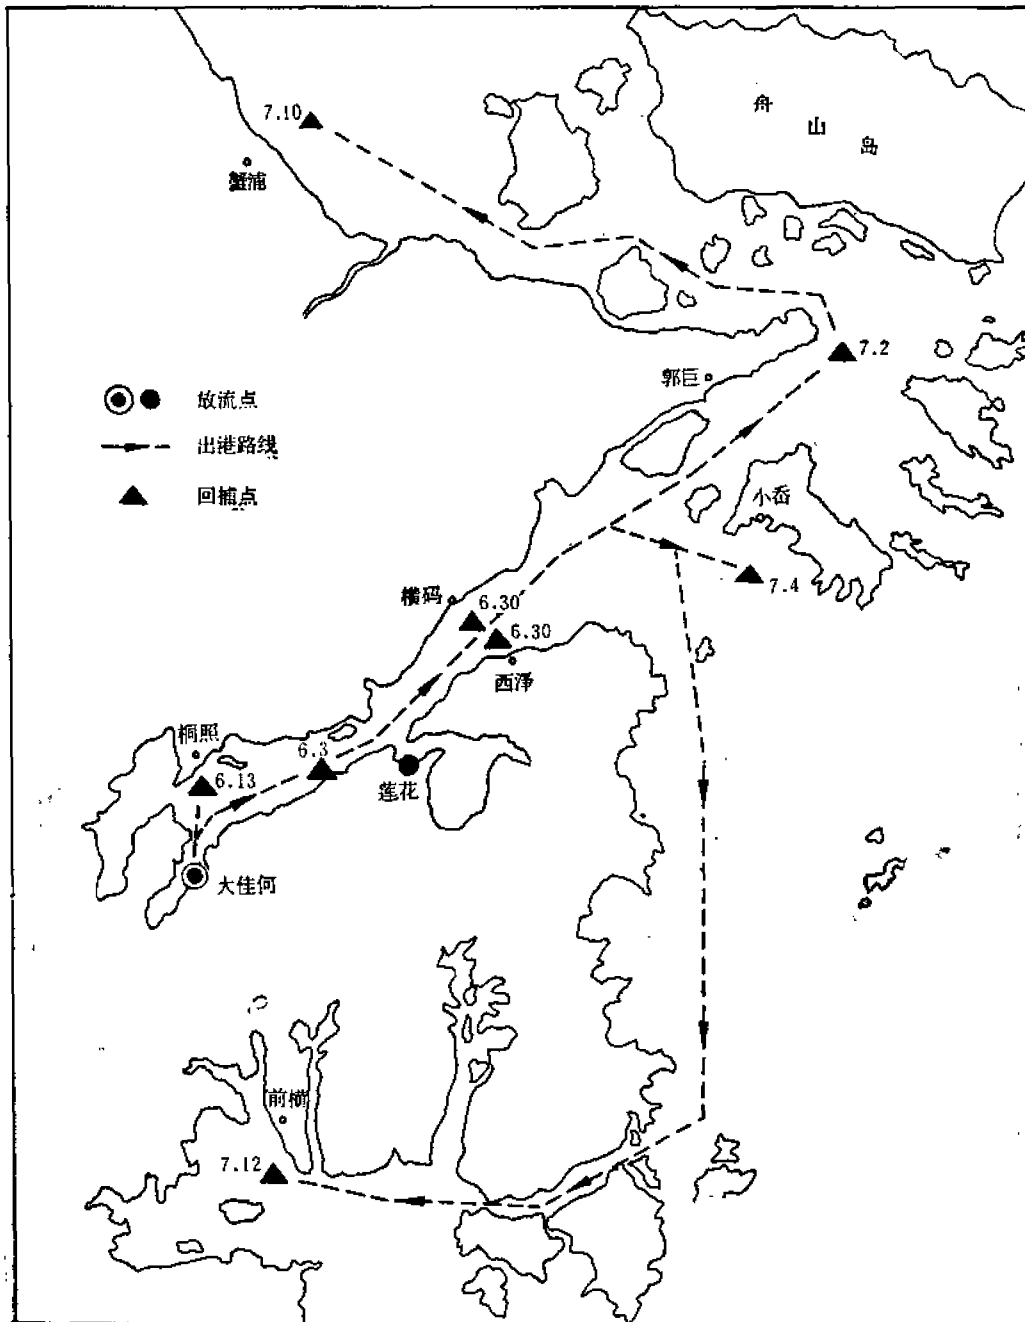 舟
山
岛
7.10
蟹浦
7.2
郭巨
放流点
出港路线
回捕点
小岙
7.4
横码
6.30
6.30
西泽
桐照
6.3
6.13
莲花
大佳何
前横
7.12